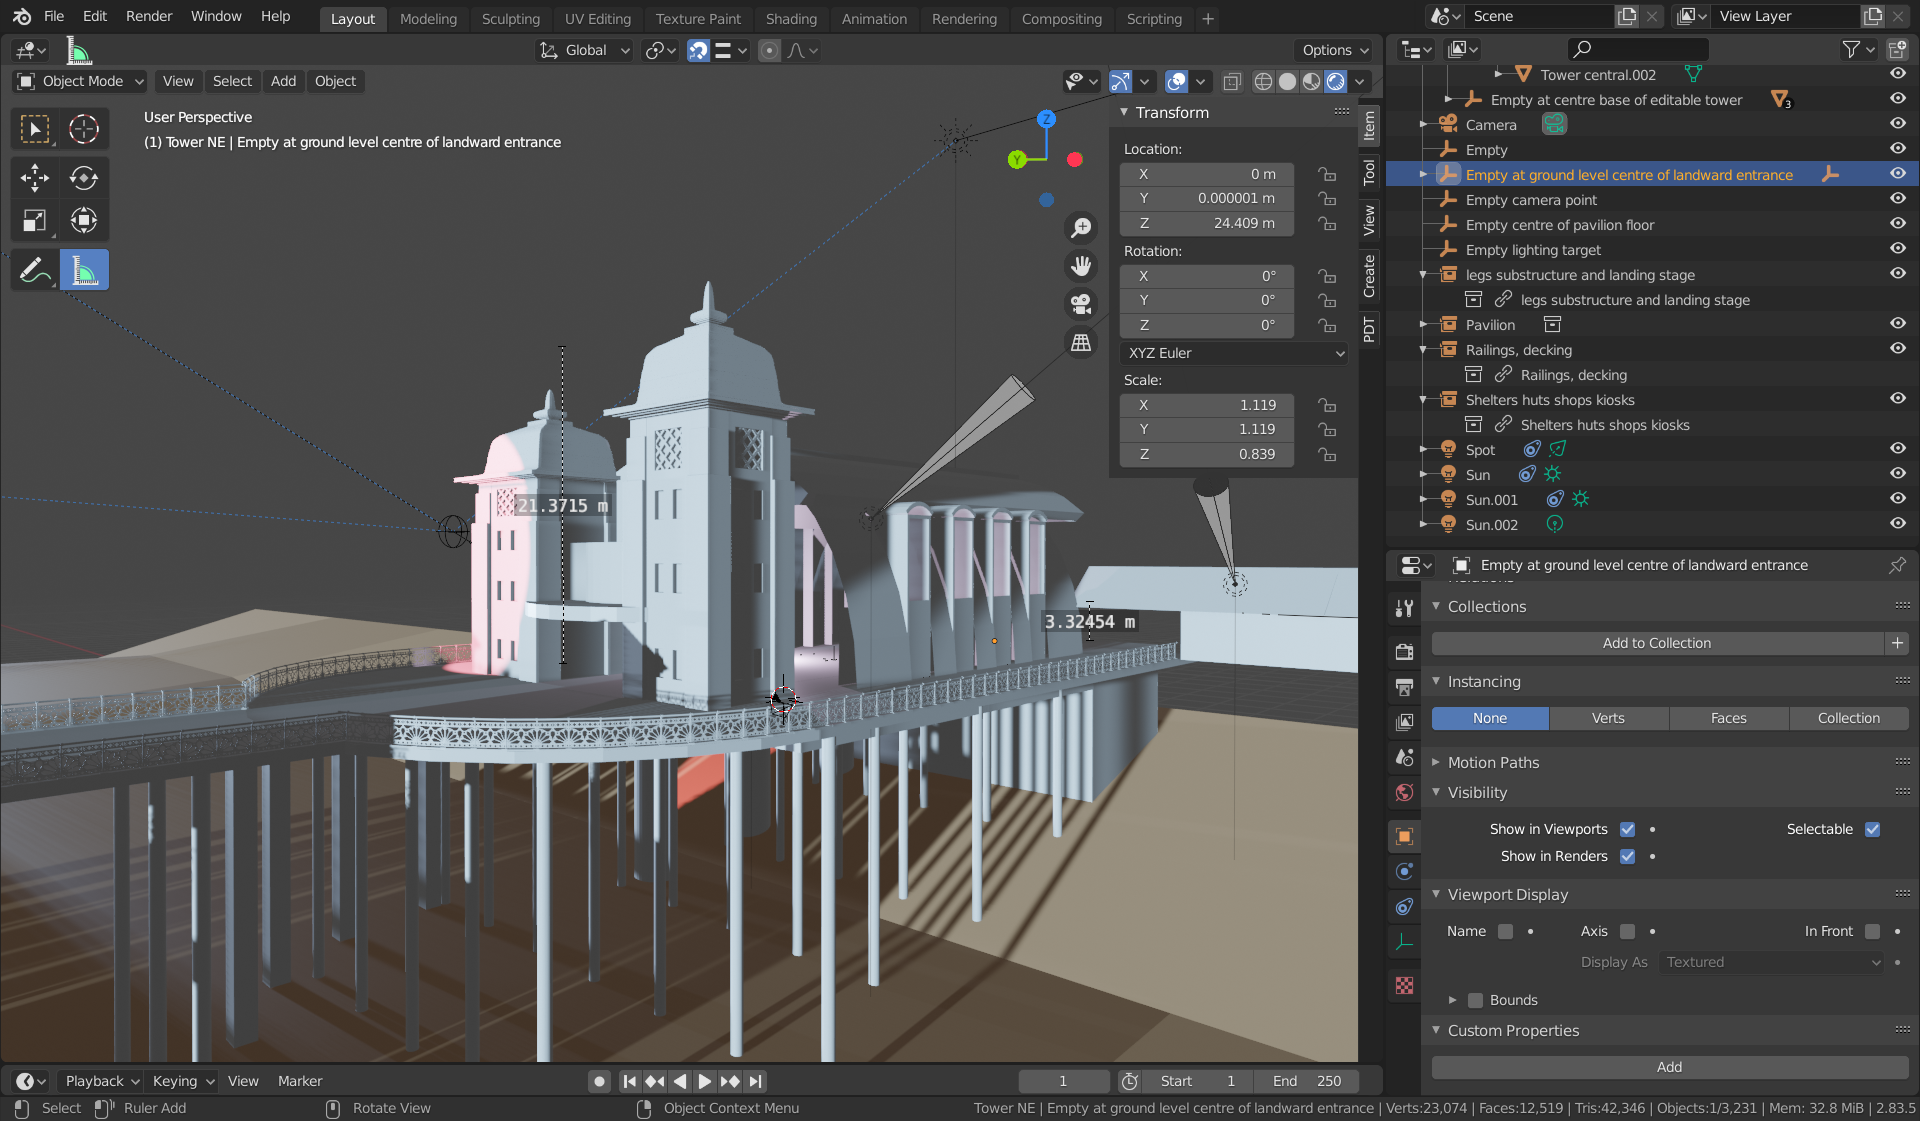 File Edit Render Window Help Layout Modeling Sculpting UV Editing Texture Paint Shading Animation Rendering Compositing Scripting + Scene View Layer
Global Options
Object Mode View Select Add Object
User Perspective
(1) Tower NE | Empty at ground level centre of landward entrance
Z
Y
21.3715 m
3.32454 m
Transform
Location:
X 0 m
Y 0.000001 m
Z 24.409 m
Rotation:
X 0°
Y 0°
Z 0°
XYZ Euler
Scale:
X 1.119
Y 1.119
Z 0.839
Item
Tool
View
Create
PDT
Tower central.002
Empty at centre base of editable tower 3
Camera
Empty
Empty at ground level centre of landward entrance
Empty camera point
Empty centre of pavilion floor
Empty lighting target
legs substructure and landing stage
legs substructure and landing stage
Pavilion
Railings, decking
Railings, decking
Shelters huts shops kiosks
Shelters huts shops kiosks
Spot
Sun
Sun.001
Sun.002
Empty at ground level centre of landward entrance
Relations
Collections
Add to Collection +
Instancing
None Verts Faces Collection
Motion Paths
Visibility
Show in Viewports Selectable
Show in Renders
Viewport Display
Name Axis In Front
Display As Textured
Bounds
Custom Properties
Add
Playback Keying View Marker 1 Start 1 End 250
Select Ruler Add Rotate View Object Context Menu Tower NE | Empty at ground level centre of landward entrance | Verts:23,074 | Faces:12,519 | Tris:42,346 | Objects:1/3,231 | Mem: 32.8 MiB | 2.83.5